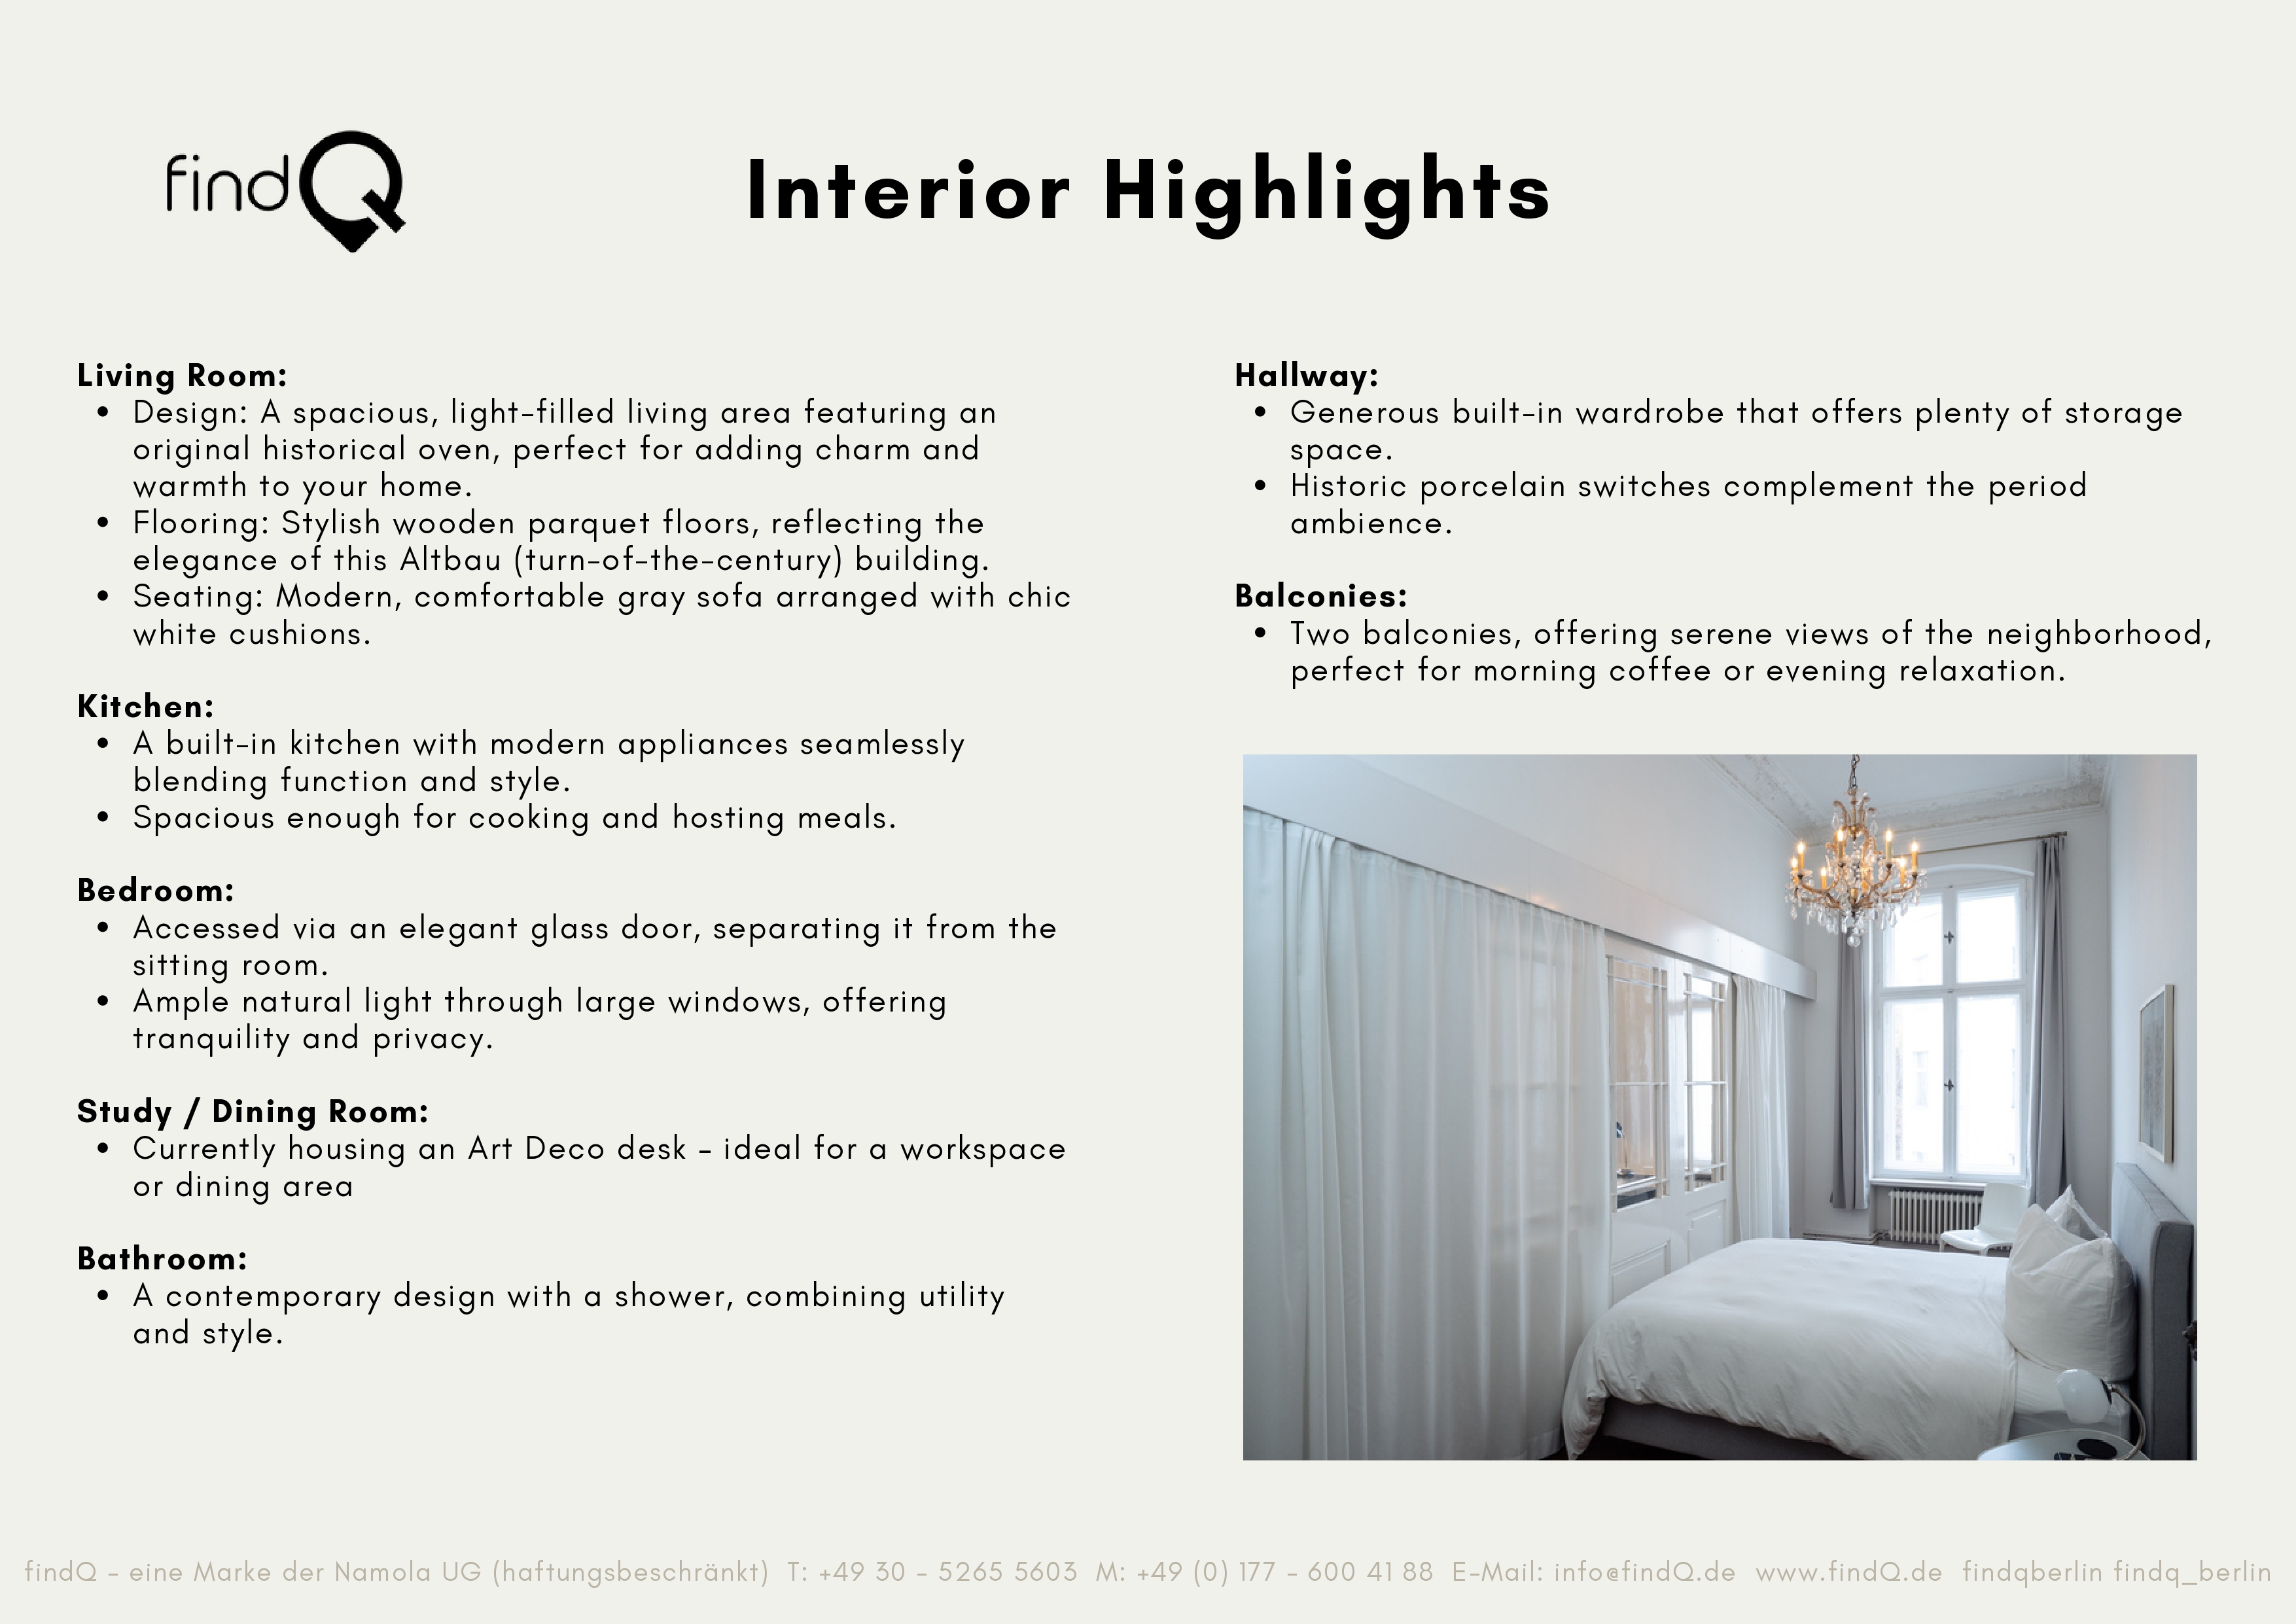 findQ
Interior Highlights
Living Room:
• Design: A spacious, light-filled living area featuring an
original historical oven, perfect for adding charm and
warmth to your home.
• Flooring: Stylish wooden parquet floors, reflecting the
elegance of this Altbau (turn-of-the-century) building.
• Seating: Modern, comfortable gray sofa arranged with chic
white cushions.
Kitchen:
• A built-in kitchen with modern appliances seamlessly
blending function and style.
• Spacious enough for cooking and hosting meals.
Bedroom:
• Accessed via an elegant glass door, separating it from the
sitting room.
• Ample natural light through large windows, offering
tranquility and privacy.
Study / Dining Room:
• Currently housing an Art Deco desk – ideal for a workspace
or dining area
Bathroom:
• A contemporary design with a shower, combining utility
and style.
Hallway:
• Generous built-in wardrobe that offers plenty of storage
space.
• Historic porcelain switches complement the period
ambience.
Balconies:
• Two balconies, offering serene views of the neighborhood,
perfect for morning coffee or evening relaxation.
findQ – eine Marke der Namola UG (haftungsbeschränkt) T: +49 30 – 5265 5603 M: +49 (0) 177 – 600 41 88 E-Mail: info@findQ.de www.findQ.de findqberlin findq_berlin